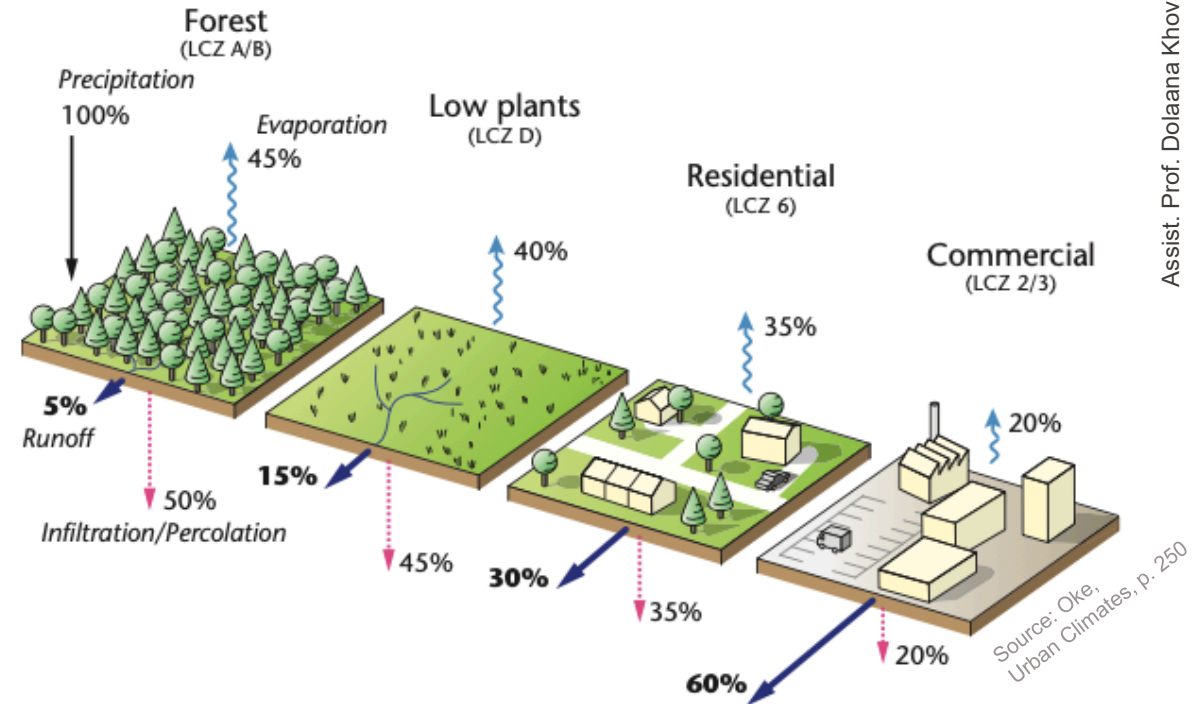 Forest
(LCZ A/B)
Precipitation
100%
Evaporation
45%
5%
Runoff
50%
Infiltration/Percolation
Low plants
(LCZ D)
40%
15%
45%
Residential
(LCZ 6)
35%
30%
35%
Commercial
(LCZ 2/3)
20%
60%
20%
Source: Oke,
Urban Climates, p. 250
Assist. Prof. Dolaana Khov